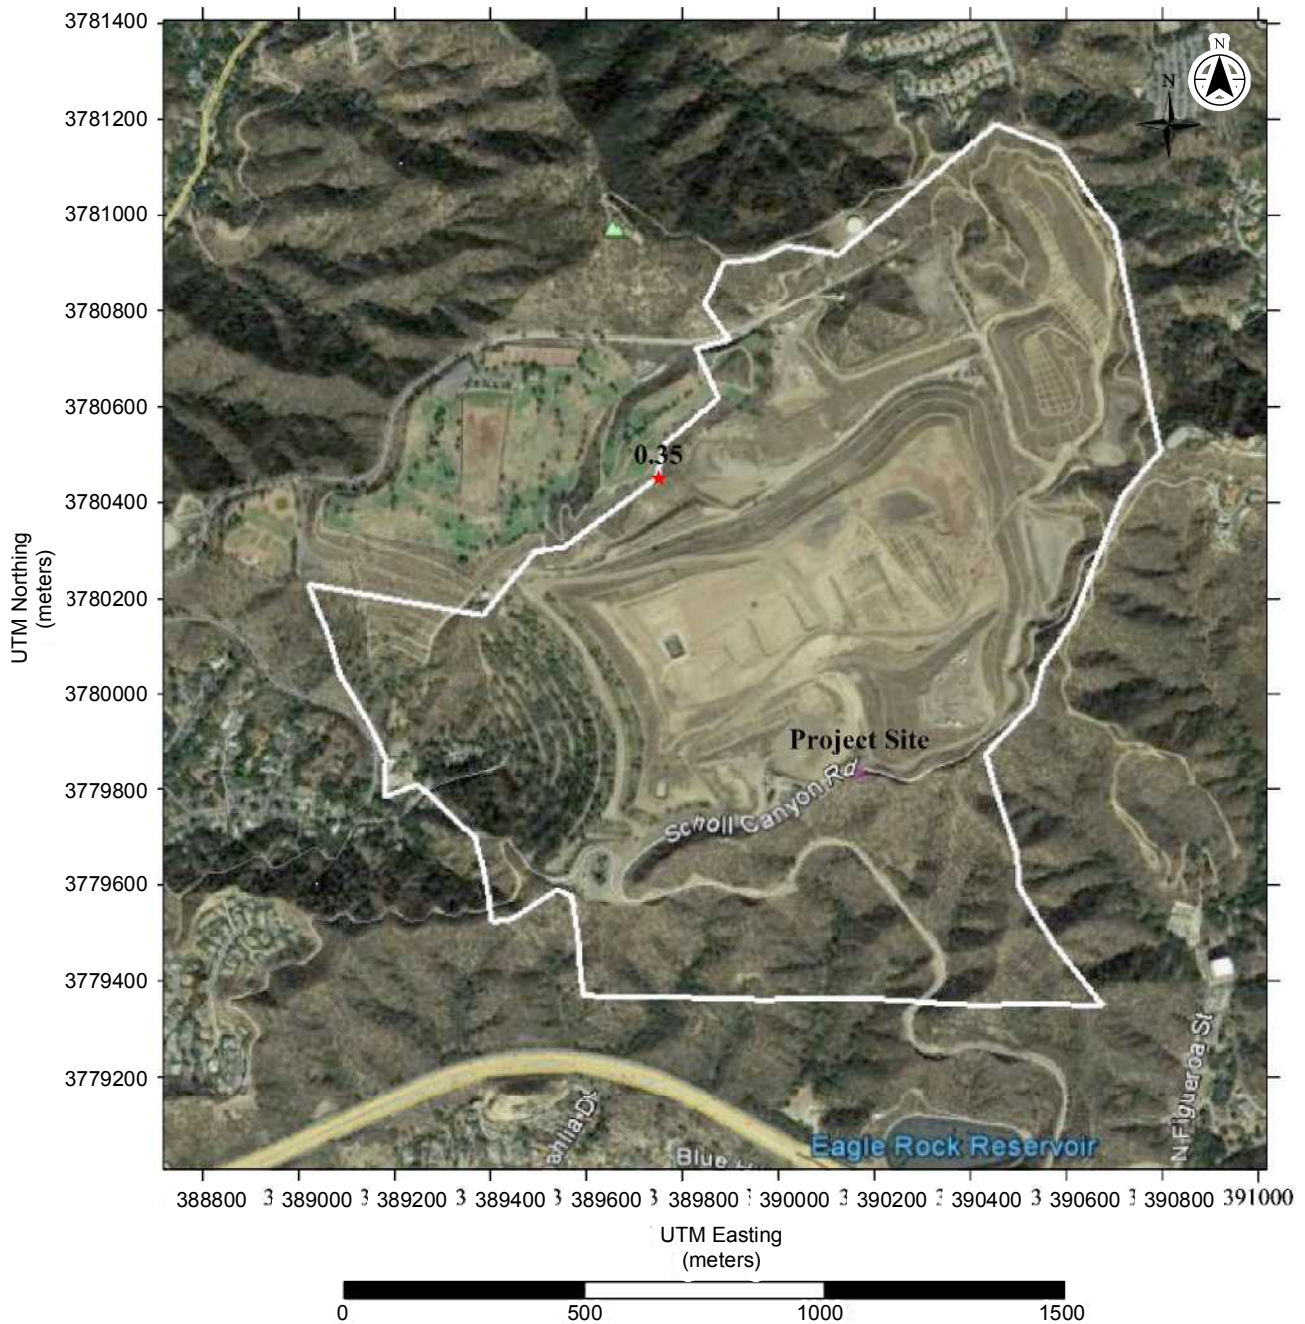 3781400
3781200
3781000
3780800
3780600
3780400
3780200
3780000
3779800
3779600
3779400
3779200
UTM Northing
(meters)
N
N
0.35
Project Site
Scholl Canyon Rd
N Figueroa St
Eagle Rock Reservoir
Blue
388800 389000 389200 389400 389600 389800 390000 390200 390400 390600 390800 391000
UTM Easting
(meters)
0 500 1000 1500